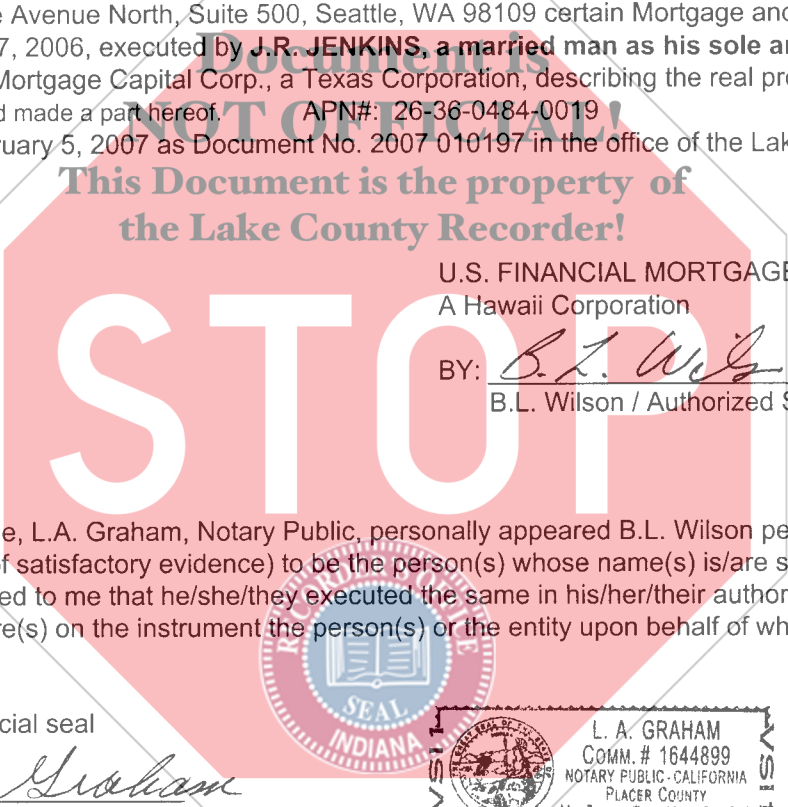 e Avenue North, Suite 500, Seattle, WA 98109 certain Mortgage and
7, 2006, executed by J.R. JENKINS, a married man as his sole a
Document is
Mortgage Capital Corp., a Texas Corporation, describing the real pro
d made a part hereof. APN#: 26-36-0484-0019
NOT OFFICIAL!
uary 5, 2007 as Document No. 2007 010197 in the office of the Lak
This Document is the property of
the Lake County Recorder!
U.S. FINANCIAL MORTGAGE
A Hawaii Corporation
STOP
BY: B. L. Wils
B.L. Wilson / Authorized S
e, L.A. Graham, Notary Public, personally appeared B.L. Wilson pe
f satisfactory evidence) to be the person(s) whose name(s) is/are s
ed to me that he/she/they executed the same in his/her/their author
re(s) on the instrument the person(s) or the entity upon behalf of wh
RECORDER'S OFFICE
SEAL
INDIANA
cial seal
Graham
L. A. GRAHAM
COMM. # 1644899
NOTARY PUBLIC-CALIFORNIA
PLACER COUNTY